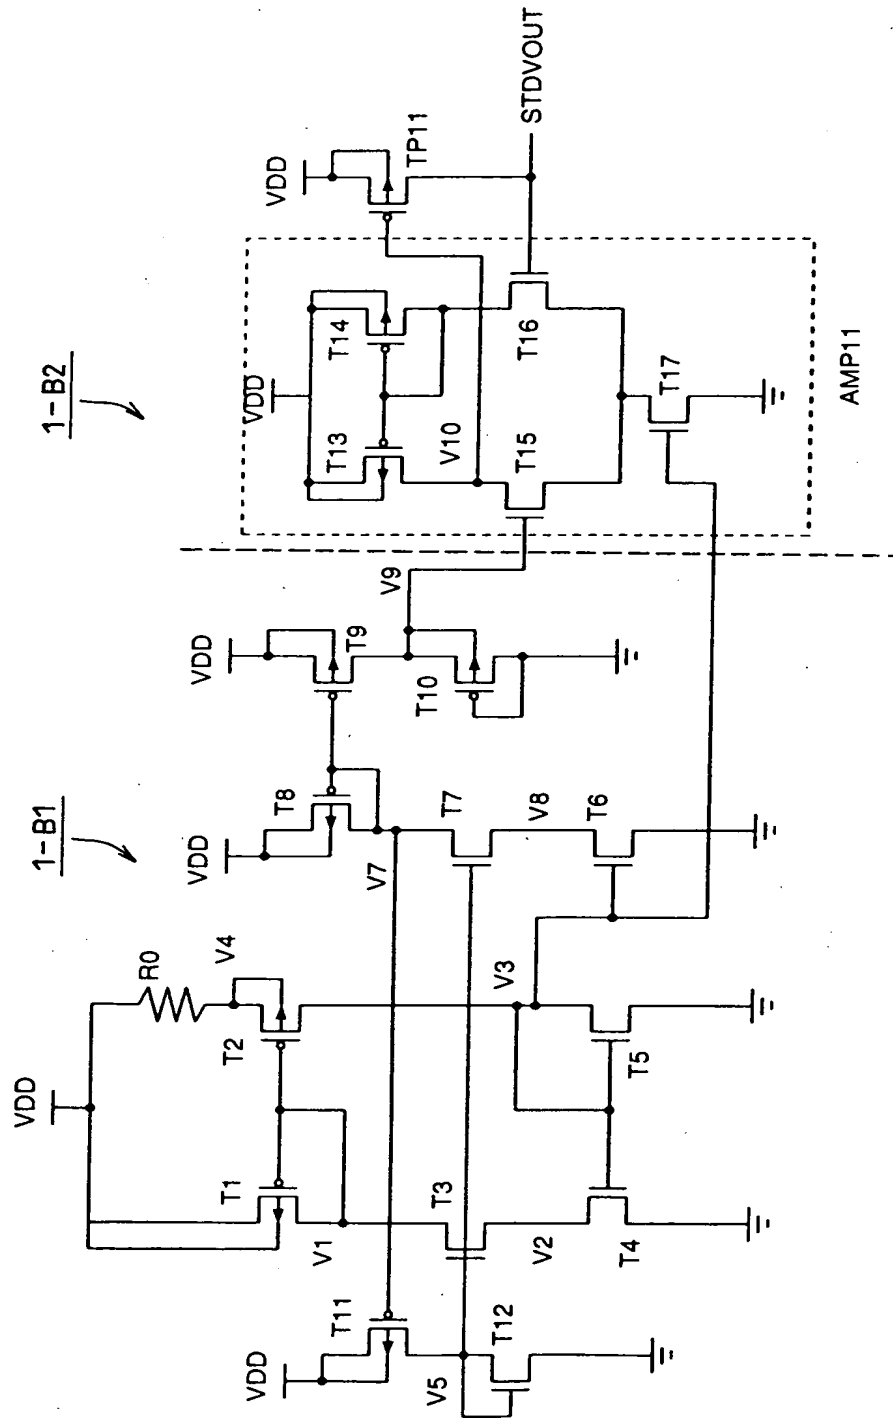 1-B1
1-B2
VDD
R0
V4
VDD
VDD
VDD
VDD
VDD
T11
T1
T2
T8
T9
T13
T14
TP11
V1
V7
V9
V10
V5
T12
T3
V3
T7
T10
T15
T16
STDVOUT
V2
V8
T4
T5
T6
T17
AMP11